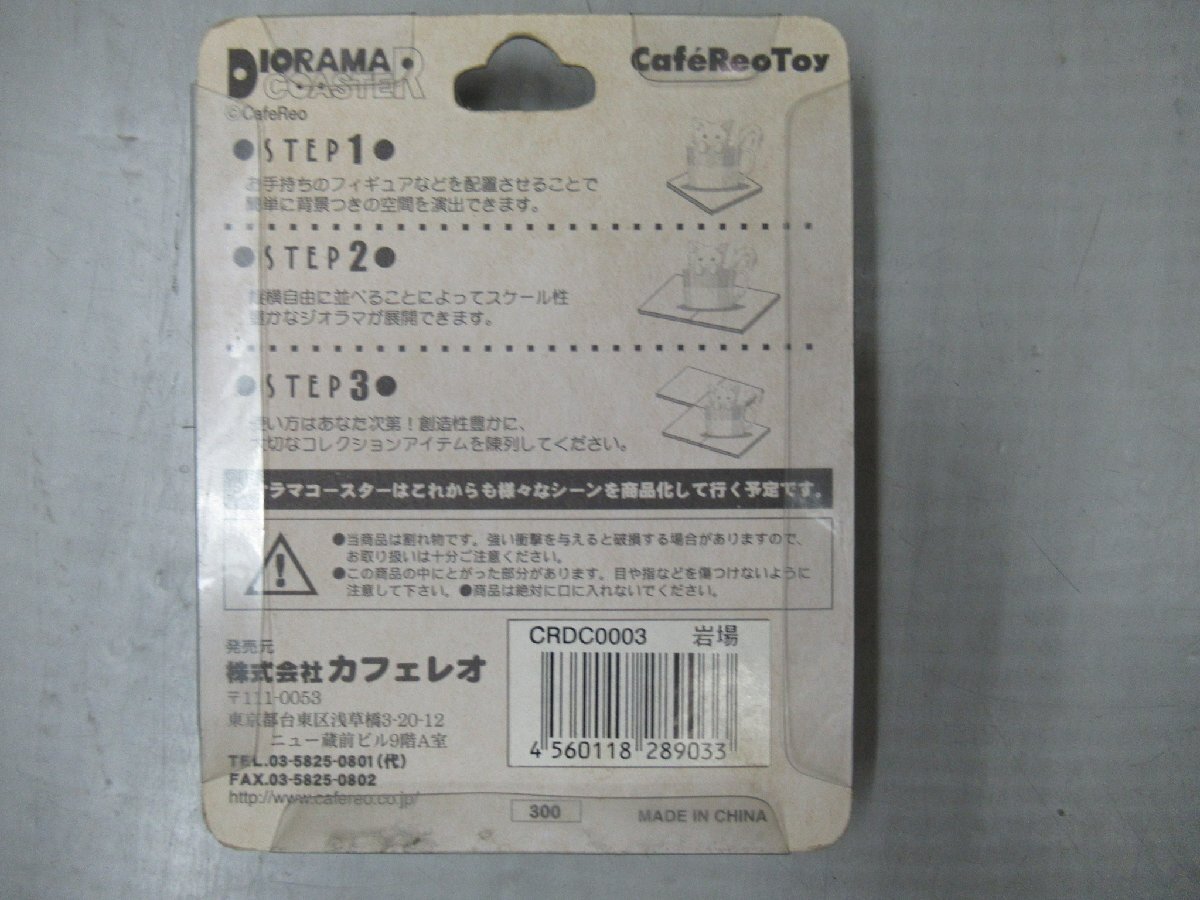 DIORAMA
COASTER
CaféReoToy
©CafeReo
●STEP1●
お手持ちのフィギュアなどを配置させることで
簡単に背景つきの空間を演出できます。
●STEP2●
縦横自由に並べることによってスケール性
豊かなジオラマが展開できます。
●STEP3●
使い方はあなた次第！創造性豊かに、
大切なコレクションアイテムを陳列してください。
ジオラマコースターはこれからも様々なシーンを商品化して行く予定です。
●当商品は割れ物です。強い衝撃を与えると破損する場合がありますので、
お取り扱いは十分ご注意ください。
●この商品の中にとがった部分があります。目や指などを傷つけないように
注意して下さい。●商品は絶対に口に入れないでください。
発売元
株式会社 カフェレオ
〒111-0053
東京都台東区浅草橋3-20-12
ニュー蔵前ビル9階A室
TEL.03-5825-0801(代)
FAX.03-5825-0802
http://www.cafereo.co.jp/
CRDC0003 岩場
4 560118 289033
300
MADE IN CHINA